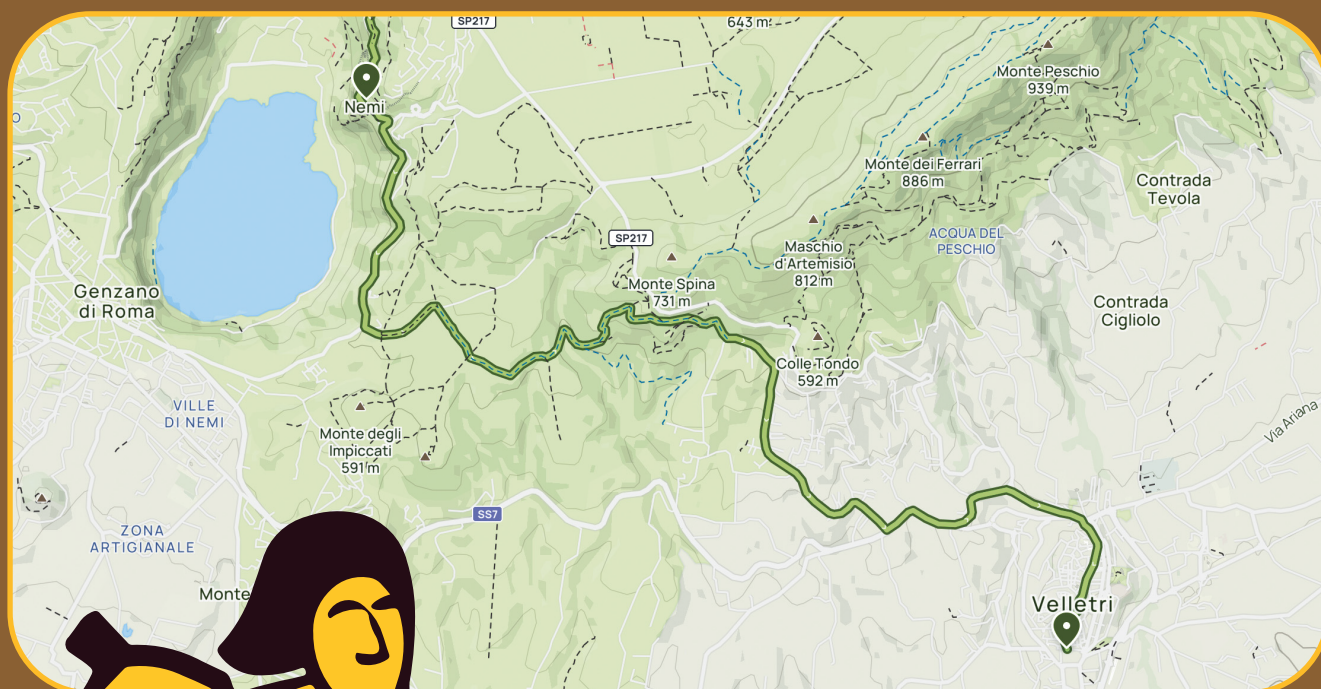 SP217
643 m
Monte Peschio
939 m
Nemi
O
Monte dei Ferrari
886 m
Contrada
Tevola
SP217
ACQUA DEL
PESCHIO
Maschio
d'Artemisio
812 m
Genzano
di Roma
Monte Spina
731 m
Contrada
Cigliolo
Colle Tondo
592 m
VILLE
DI NEMI
Via Ariana
Monte degli
Impiccati
591 m
SS7
ZONA
ARTIGIANALE
Monte
Velletri